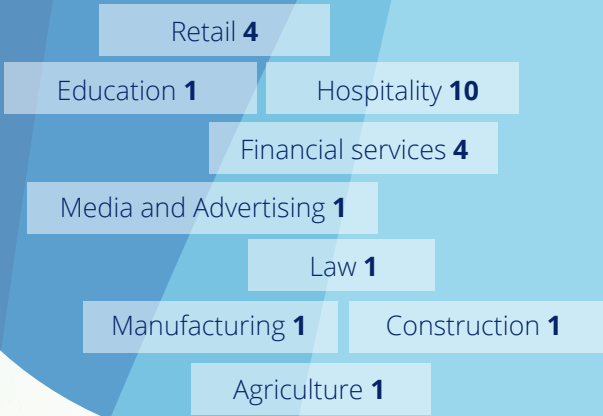 Retail 4
Education 1
Hospitality 10
Financial services 4
Media and Advertising 1
Law 1
Manufacturing 1
Construction 1
Agriculture 1